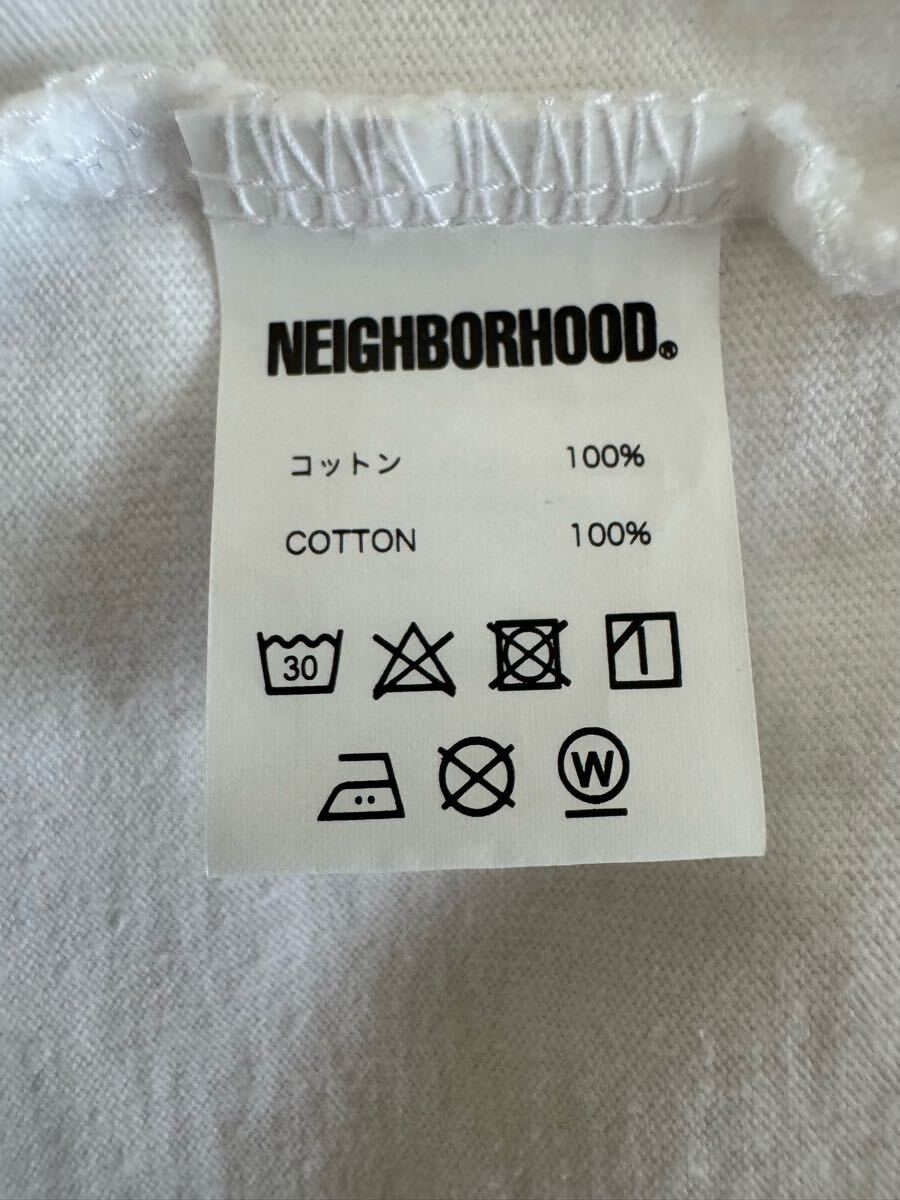 NEIGHBORHOOD®
コットン 100%
COTTON 100%
30
W